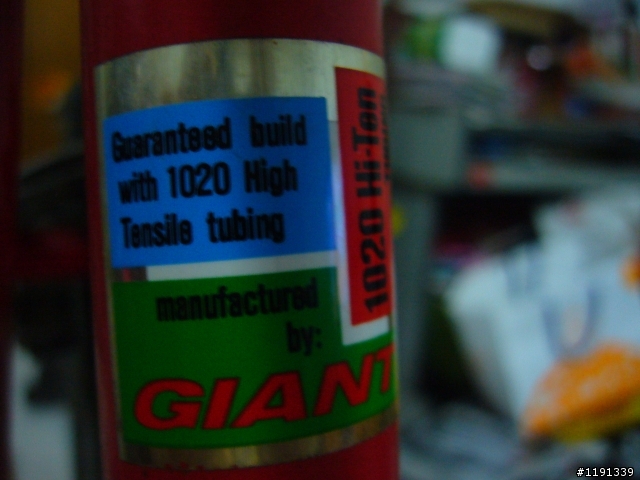 Guaranteed build
with 1020 High
Tensile tubing
1020 Hi-Ten
manufactured
by:
GIANT
#1191339